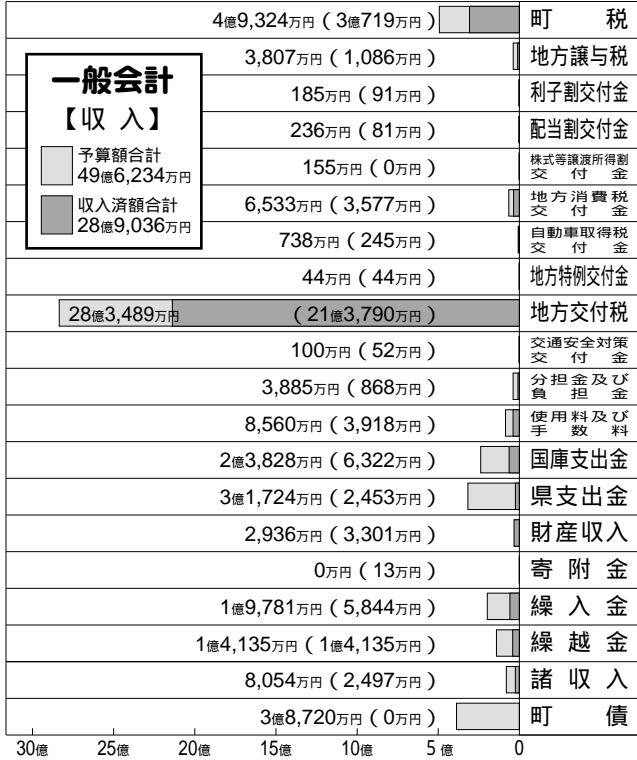 一般会計
【収 入】
予算額合計
49億6,234万円
収入済額合計
28億9,036万円
4億9,324万円(3億719万円) 町税
3,807万円(1,086万円) 地方譲与税
185万円(91万円) 利子割交付金
236万円(81万円) 配当割交付金
155万円(0万円) 株式等譲渡所得割
交付金
6,533万円(3,577万円) 地方消費税
交付金
738万円(245万円) 自動車取得税
交付金
44万円(44万円) 地方特例交付金
28億3,489万円(21億3,790万円) 地方交付税
100万円(52万円) 交通安全対策
交付金
3,885万円(868万円) 分担金及び
負担金
8,560万円(3,918万円) 使用料及び
手数料
2億3,828万円(6,322万円) 国庫支出金
3億1,724万円(2,453万円) 県支出金
2,936万円(3,301万円) 財産収入
0万円(13万円) 寄附金
1億9,781万円(5,844万円) 繰入金
1億4,135万円(1億4,135万円) 繰越金
8,054万円(2,497万円) 諸収入
3億8,720万円(0万円) 町債
30億 25億 20億 15億 10億 5億 0